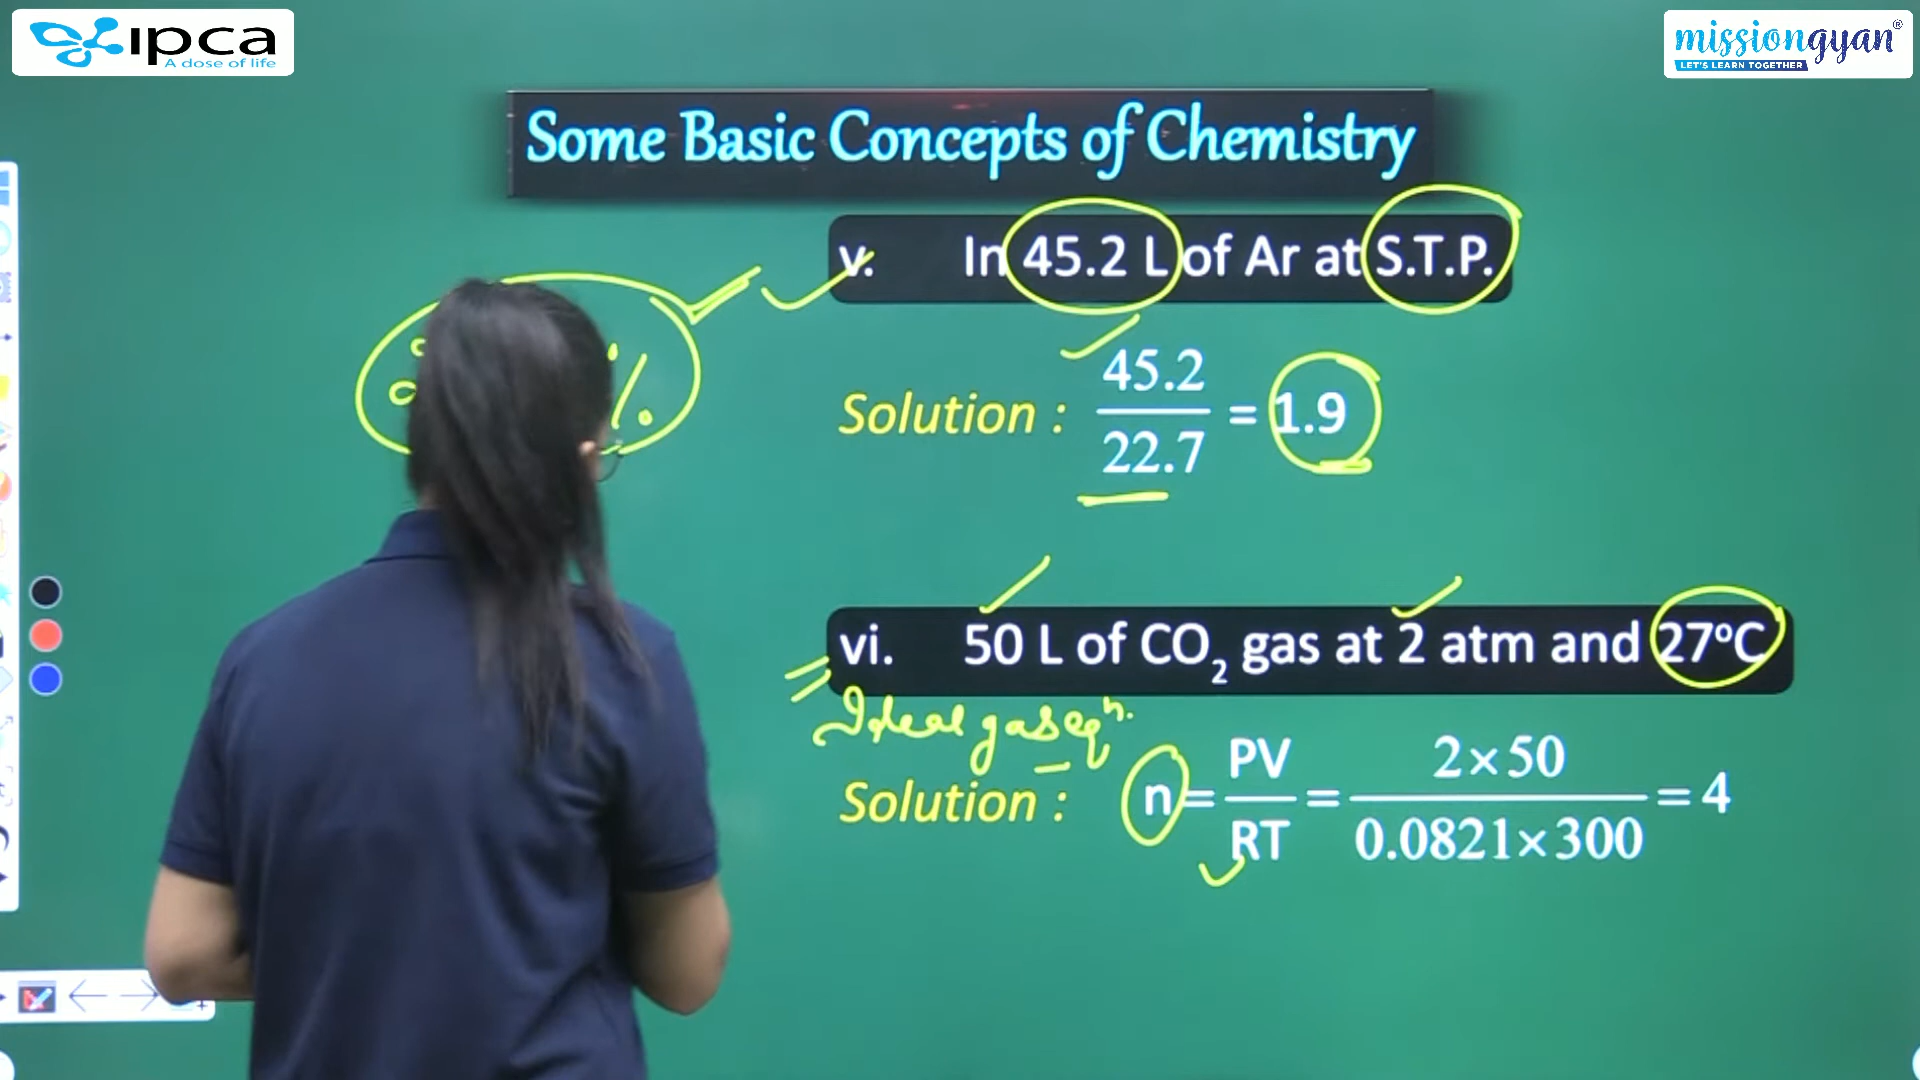 ipca
A dose of life
missiongyan®
LET'S LEARN TOGETHER
Some Basic Concepts of Chemistry
v. In 45.2 L of Ar at S.T.P.
Solution : 45.2/22.7 = 1.9
vi. 50 L of CO₂ gas at 2 atm and 27°C
Ideal gas eqⁿ.
Solution : n = PV/RT = 2×50/0.0821×300 = 4